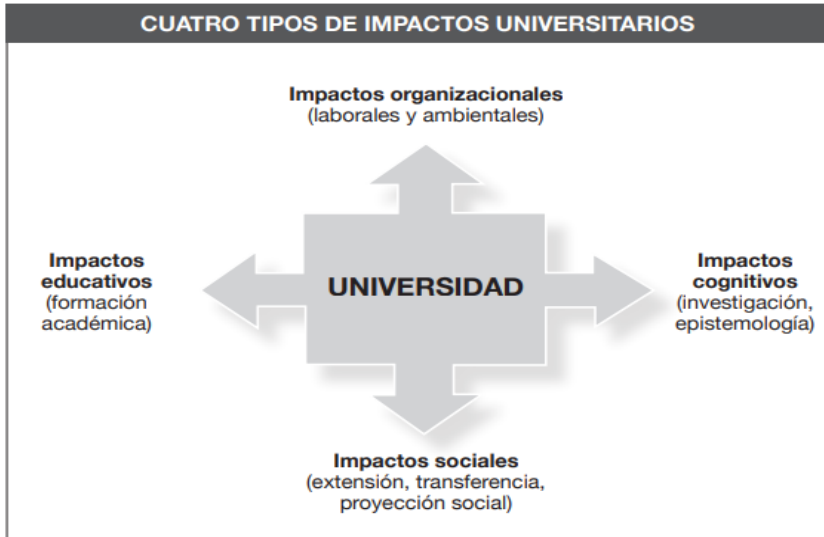 CUATRO TIPOS DE IMPACTOS UNIVERSITARIOS
Impactos organizacionales
(laborales y ambientales)
Impactos
educativos
(formación
académica)
UNIVERSIDAD
Impactos
cognitivos
(investigación,
epistemología)
Impactos sociales
(extensión, transferencia,
proyección social)